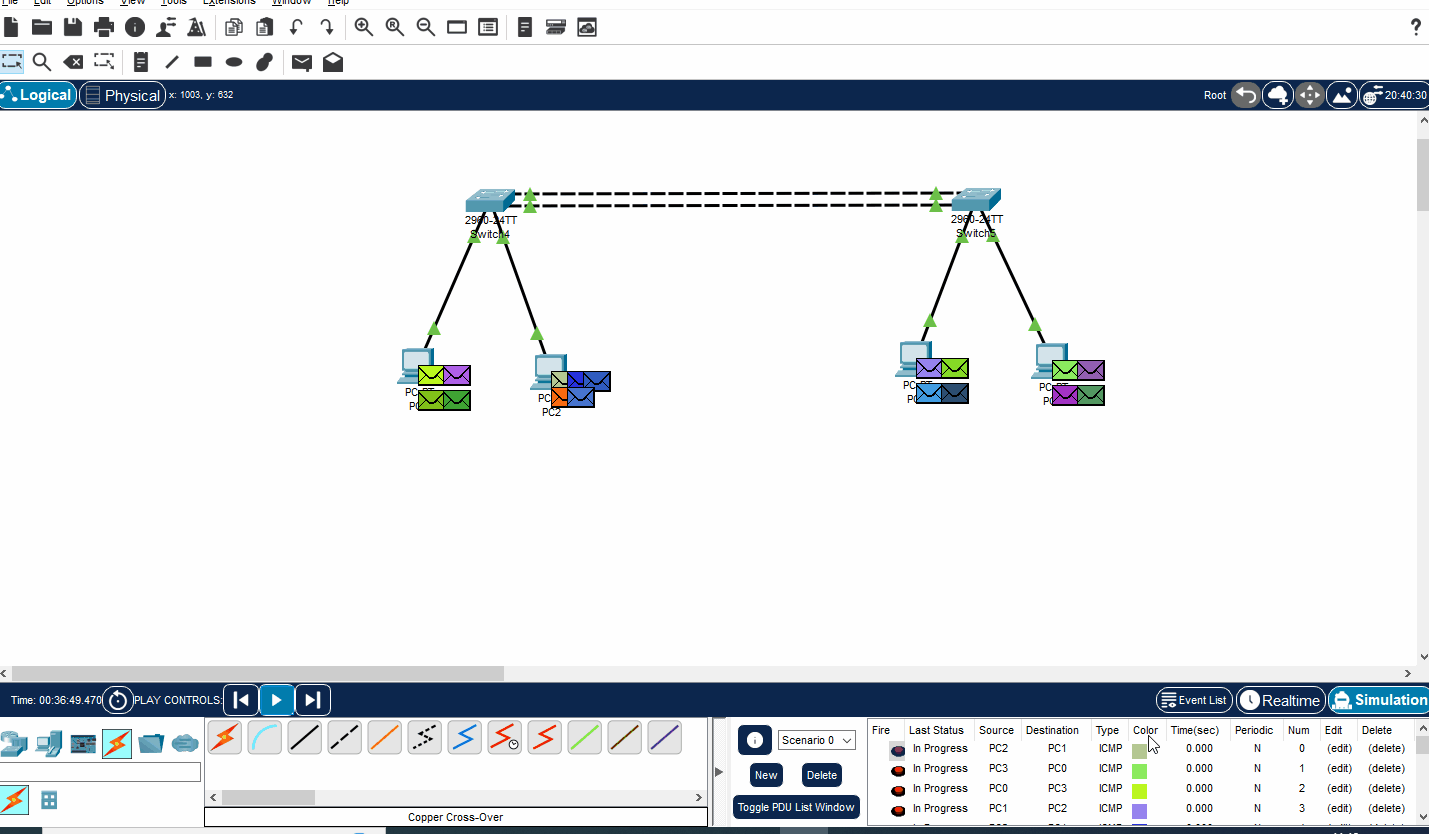 File Edit Options View Tools Extensions Window Help
Logical Physical x: 1003, y: 632 Root 20:40:30
2960-24TT
Switch4
2960-24TT
Switch5
PC-PT
PC2
PC-PT
PC-PT
Time: 00:36:49.470 PLAY CONTROLS: Event List Realtime Simulation
Scenario 0
New Delete
Toggle PDU List Window
Copper Cross-Over
Fire Last Status Source Destination Type Color Time(sec) Periodic Num Edit Delete
In Progress PC2 PC1 ICMP 0.000 N 0 (edit) (delete)
In Progress PC3 PC0 ICMP 0.000 N 1 (edit) (delete)
In Progress PC0 PC3 ICMP 0.000 N 2 (edit) (delete)
In Progress PC1 PC2 ICMP 0.000 N 3 (edit) (delete)